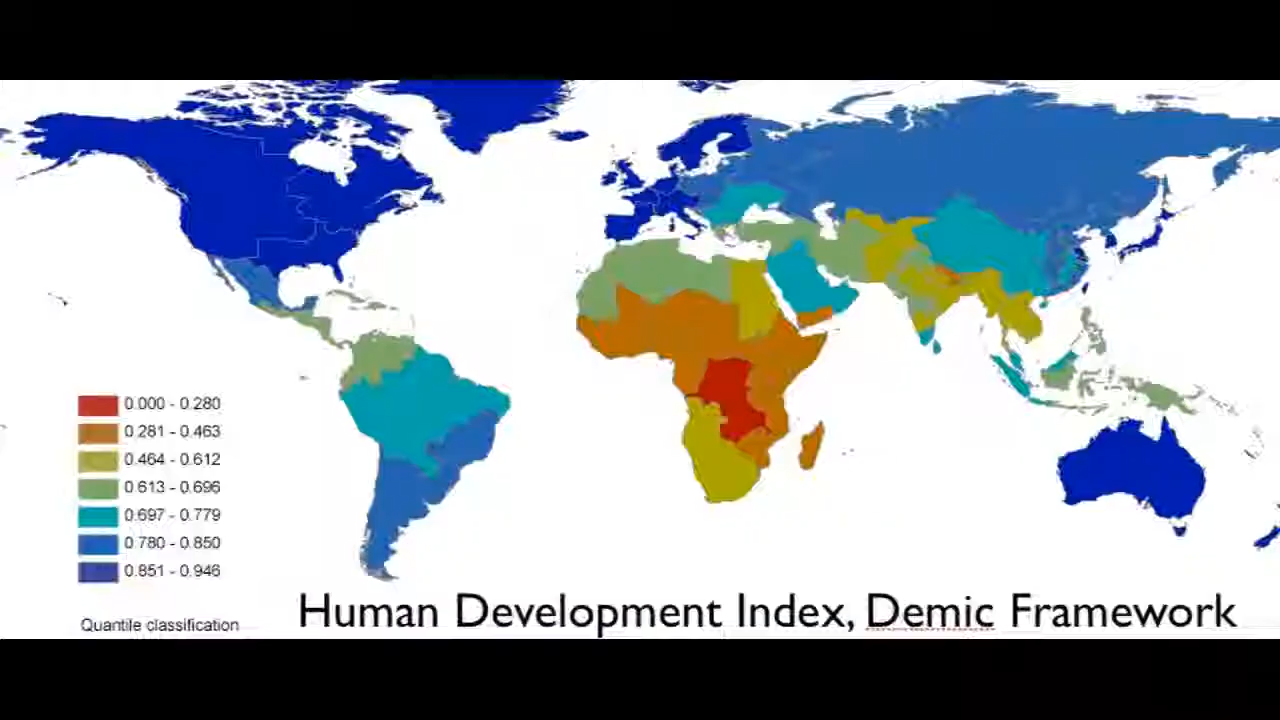 0.000 - 0.280
0.281 - 0.463
0.464 - 0.612
0.613 - 0.696
0.697 - 0.779
0.780 - 0.850
0.851 - 0.946
Quantile classification
Human Development Index, Demic Framework